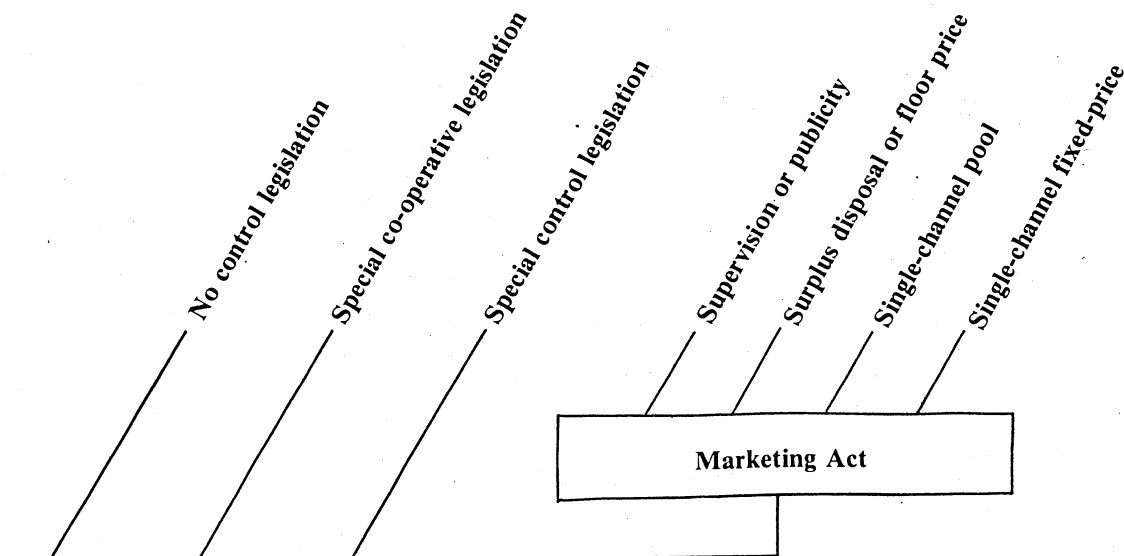 No control legislation
Special co-operative legislation
Special control legislation
Supervision or publicity
Surplus disposal or floor price
Single-channel pool
Single-channel fixed-price
Marketing Act